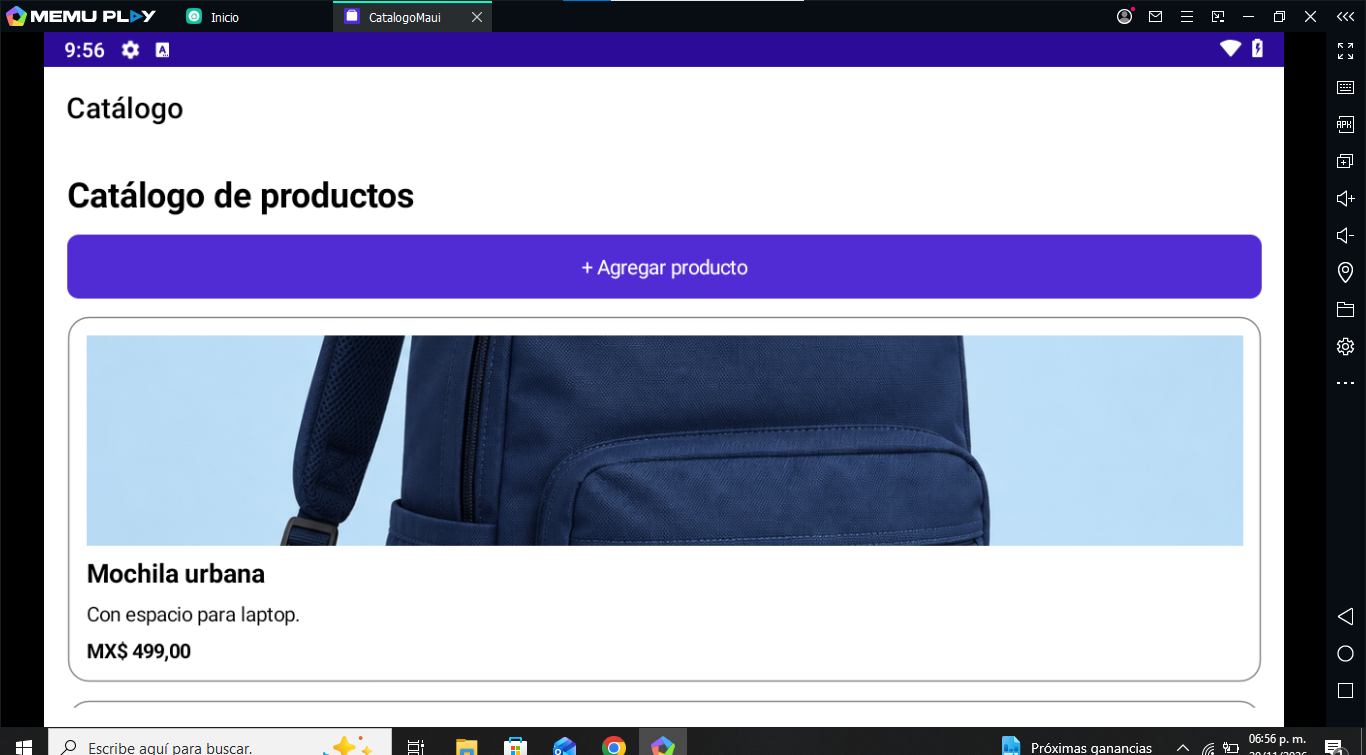 MEMU PLAY
Inicio
CatalogoMaui
9:56
A
APK
Catálogo
Catálogo de productos
+ Agregar producto
Mochila urbana
Con espacio para laptop.
MX$ 499,00
Escribe aquí para buscar.
Próximas ganancias
06:56 p. m.